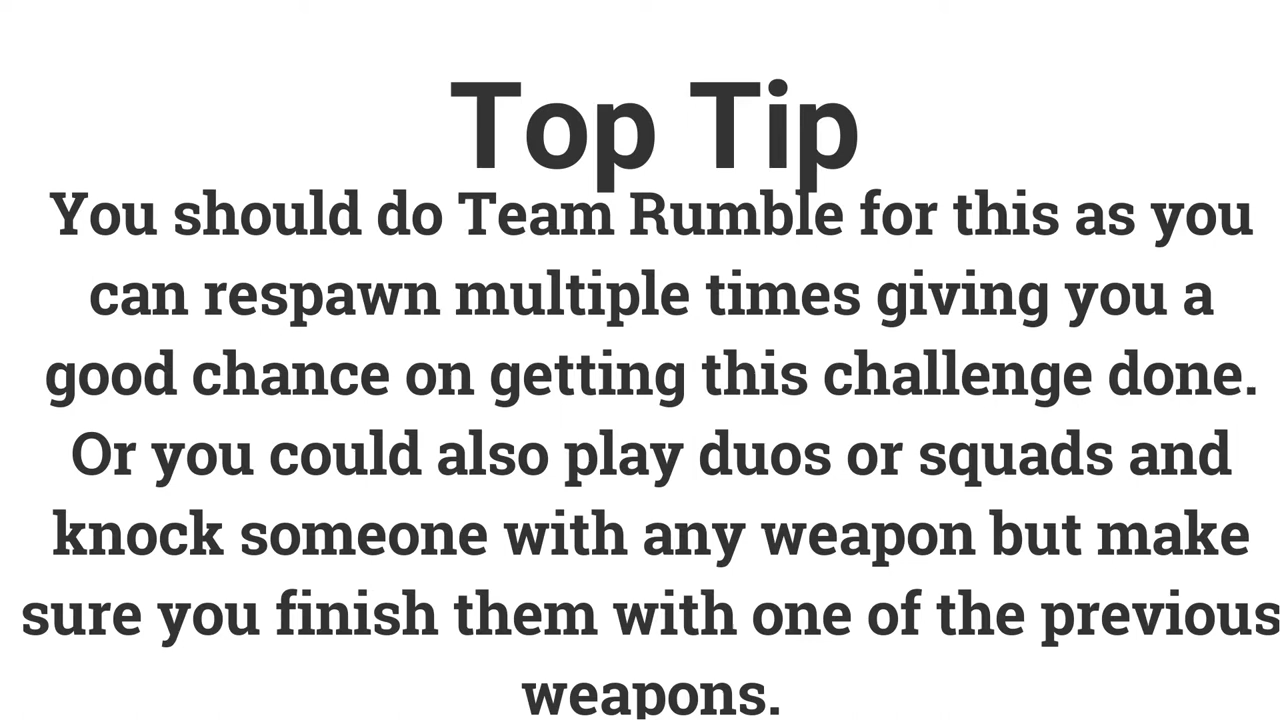 Top Tip
You should do Team Rumble for this as you
can respawn multiple times giving you a
good chance on getting this challenge done.
Or you could also play duos or squads and
knock someone with any weapon but make
sure you finish them with one of the previous
weapons.